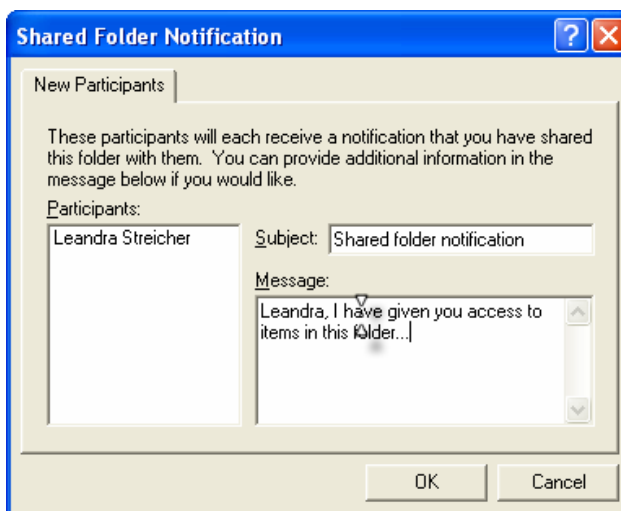 Shared Folder Notification
New Participants
These participants will each receive a notification that you have shared
this folder with them.  You can provide additional information in the
message below if you would like.
Participants:
Leandra Streicher
Subject: Shared folder notification
Message:
Leandra, I have given you access to
items in this folder...
OK Cancel